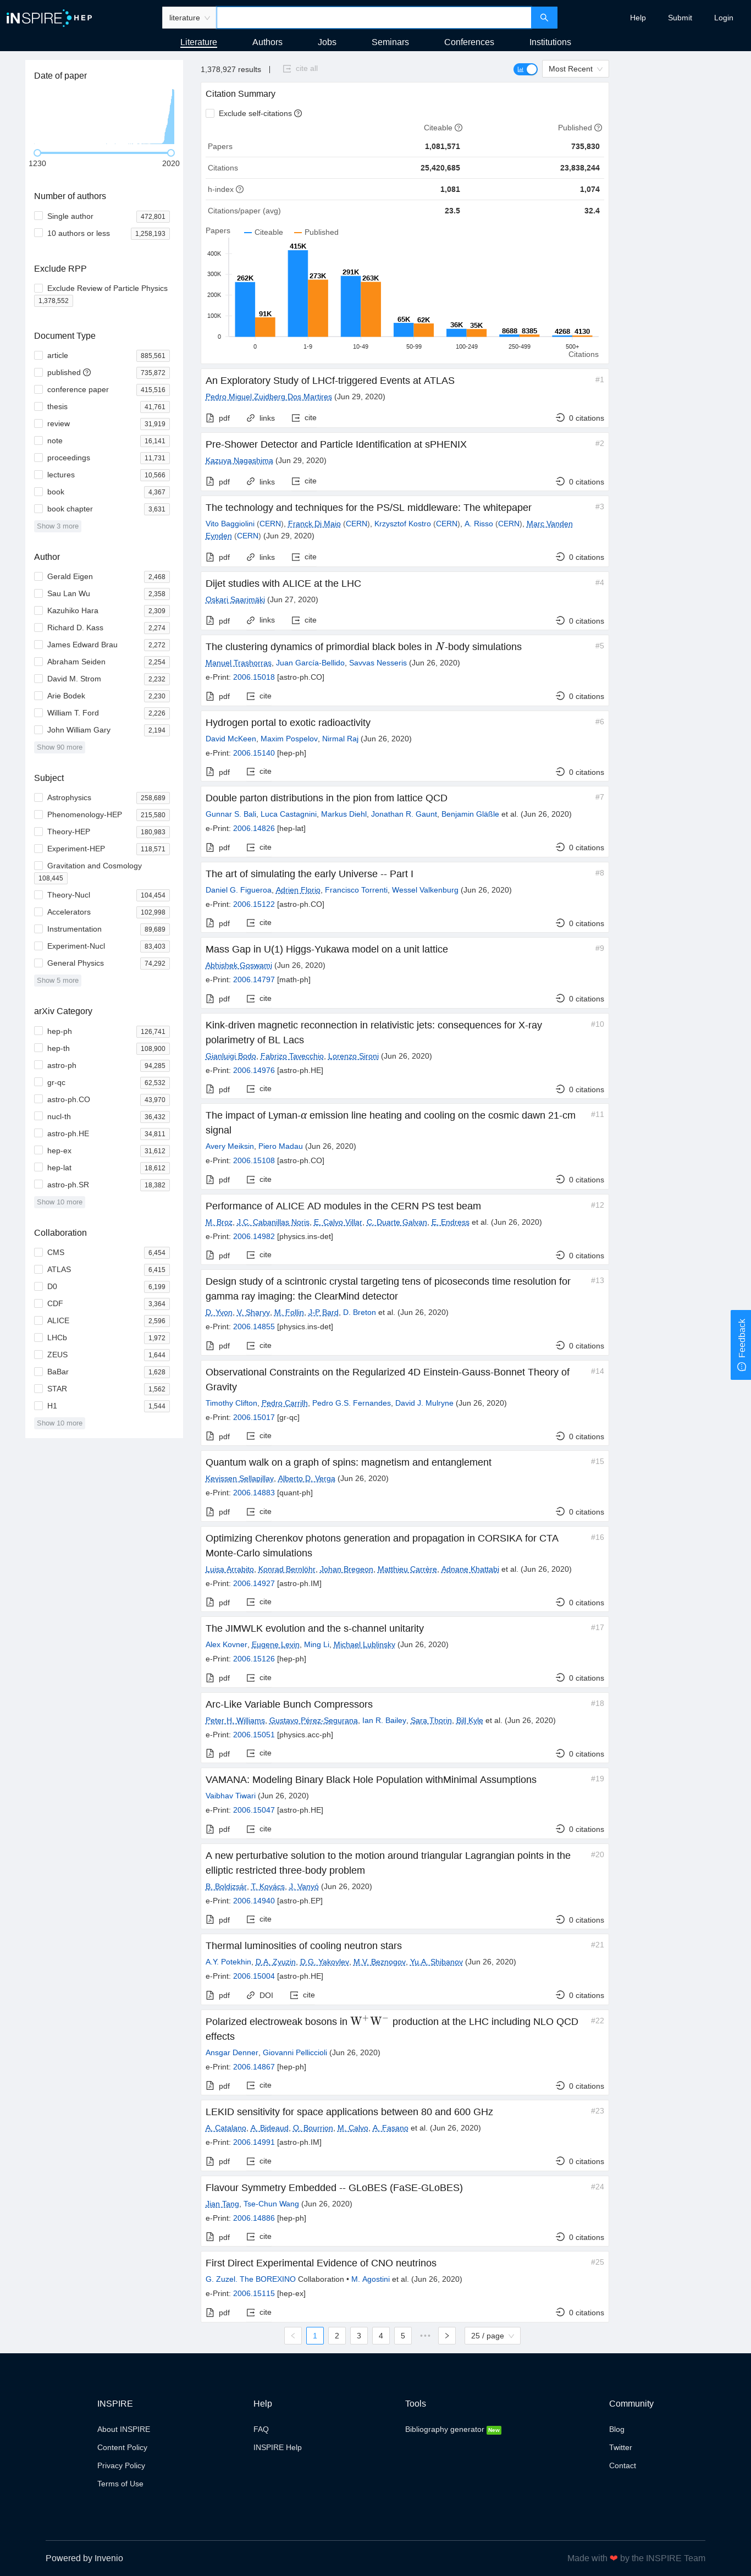 INSPIRE HEP
literature
Help Submit Login
Literature Authors Jobs Seminars Conferences Institutions
Date of paper
1230 2020
Number of authors
Single author 472,801
10 authors or less 1,258,193
Exclude RPP
Exclude Review of Particle Physics
1,378,552
Document Type
article 885,561
published 735,872
conference paper 415,516
thesis 41,761
review 31,919
note 16,141
proceedings 11,731
lectures 10,566
book 4,367
book chapter 3,631
Show 3 more
Author
Gerald Eigen 2,468
Sau Lan Wu 2,358
Kazuhiko Hara 2,309
Richard D. Kass 2,274
James Edward Brau 2,272
Abraham Seiden 2,254
David M. Strom 2,232
Arie Bodek 2,230
William T. Ford 2,226
John William Gary 2,194
Show 90 more
Subject
Astrophysics 258,689
Phenomenology-HEP 215,580
Theory-HEP 180,983
Experiment-HEP 118,571
Gravitation and Cosmology
108,445
Theory-Nucl 104,454
Accelerators 102,998
Instrumentation 89,689
Experiment-Nucl 83,403
General Physics 74,292
Show 5 more
arXiv Category
hep-ph 126,741
hep-th 108,900
astro-ph 94,285
gr-qc 62,532
astro-ph.CO 43,970
nucl-th 36,432
astro-ph.HE 34,811
hep-ex 31,612
hep-lat 18,612
astro-ph.SR 18,382
Show 10 more
Collaboration
CMS 6,454
ATLAS 6,415
D0 6,199
CDF 3,364
ALICE 2,596
LHCb 1,972
ZEUS 1,644
BaBar 1,628
STAR 1,562
H1 1,544
Show 10 more
1,378,927 results | cite all
Most Recent
Citation Summary
Exclude self-citations
Citeable Published
Papers 1,081,571 735,830
Citations 25,420,685 23,838,244
h-index 1,081 1,074
Citations/paper (avg) 23.5 32.4
Papers Citeable Published
400K
300K
200K
100K
0
262K 91K 415K 273K 291K 263K 65K 62K 36K 35K 8688 8385 4268 4130
0 1-9 10-49 50-99 100-249 250-499 500+
Citations
An Exploratory Study of LHCf-triggered Events at ATLAS #1
Pedro Miguel Zuidberg Dos Martires (Jun 29, 2020)
pdf links cite 0 citations
Pre-Shower Detector and Particle Identification at sPHENIX #2
Kazuya Nagashima (Jun 29, 2020)
pdf links cite 0 citations
The technology and techniques for the PS/SL middleware: The whitepaper #3
Vito Baggiolini (CERN), Franck Di Maio (CERN), Krzysztof Kostro (CERN), A. Risso (CERN), Marc Vanden
Eynden (CERN) (Jun 29, 2020)
pdf links cite 0 citations
Dijet studies with ALICE at the LHC #4
Oskari Saarimäki (Jun 27, 2020)
pdf links cite 0 citations
The clustering dynamics of primordial black boles in N-body simulations #5
Manuel Trashorras, Juan García-Bellido, Savvas Nesseris (Jun 26, 2020)
e-Print: 2006.15018 [astro-ph.CO]
pdf cite 0 citations
Hydrogen portal to exotic radioactivity #6
David McKeen, Maxim Pospelov, Nirmal Raj (Jun 26, 2020)
e-Print: 2006.15140 [hep-ph]
pdf cite 0 citations
Double parton distributions in the pion from lattice QCD #7
Gunnar S. Bali, Luca Castagnini, Markus Diehl, Jonathan R. Gaunt, Benjamin Gläßle et al. (Jun 26, 2020)
e-Print: 2006.14826 [hep-lat]
pdf cite 0 citations
The art of simulating the early Universe -- Part I #8
Daniel G. Figueroa, Adrien Florio, Francisco Torrenti, Wessel Valkenburg (Jun 26, 2020)
e-Print: 2006.15122 [astro-ph.CO]
pdf cite 0 citations
Mass Gap in U(1) Higgs-Yukawa model on a unit lattice #9
Abhishek Goswami (Jun 26, 2020)
e-Print: 2006.14797 [math-ph]
pdf cite 0 citations
Kink-driven magnetic reconnection in relativistic jets: consequences for X-ray #10
polarimetry of BL Lacs
Gianluigi Bodo, Fabrizo Tavecchio, Lorenzo Sironi (Jun 26, 2020)
e-Print: 2006.14976 [astro-ph.HE]
pdf cite 0 citations
The impact of Lyman-α emission line heating and cooling on the cosmic dawn 21-cm #11
signal
Avery Meiksin, Piero Madau (Jun 26, 2020)
e-Print: 2006.15108 [astro-ph.CO]
pdf cite 0 citations
Performance of ALICE AD modules in the CERN PS test beam #12
M. Broz, J.C. Cabanillas Noris, E. Calvo Villar, C. Duarte Galvan, E. Endress et al. (Jun 26, 2020)
e-Print: 2006.14982 [physics.ins-det]
pdf cite 0 citations
Design study of a scintronic crystal targeting tens of picoseconds time resolution for #13
gamma ray imaging: the ClearMind detector
D. Yvon, V. Sharyy, M. Follin, J-P Bard, D. Breton et al. (Jun 26, 2020)
e-Print: 2006.14855 [physics.ins-det]
pdf cite 0 citations
Observational Constraints on the Regularized 4D Einstein-Gauss-Bonnet Theory of #14
Gravity
Timothy Clifton, Pedro Carrilh, Pedro G.S. Fernandes, David J. Mulryne (Jun 26, 2020)
e-Print: 2006.15017 [gr-qc]
pdf cite 0 citations
Quantum walk on a graph of spins: magnetism and entanglement #15
Kevissen Sellapillay, Alberto D. Verga (Jun 26, 2020)
e-Print: 2006.14883 [quant-ph]
pdf cite 0 citations
Optimizing Cherenkov photons generation and propagation in CORSIKA for CTA #16
Monte-Carlo simulations
Luisa Arrabito, Konrad Bernlöhr, Johan Bregeon, Matthieu Carrère, Adnane Khattabi et al. (Jun 26, 2020)
e-Print: 2006.14927 [astro-ph.IM]
pdf cite 0 citations
The JIMWLK evolution and the s-channel unitarity #17
Alex Kovner, Eugene Levin, Ming Li, Michael Lublinsky (Jun 26, 2020)
e-Print: 2006.15126 [hep-ph]
pdf cite 0 citations
Arc-Like Variable Bunch Compressors #18
Peter H. Williams, Gustavo Pérez-Segurana, Ian R. Bailey, Sara Thorin, Bill Kyle et al. (Jun 26, 2020)
e-Print: 2006.15051 [physics.acc-ph]
pdf cite 0 citations
VAMANA: Modeling Binary Black Hole Population withMinimal Assumptions #19
Vaibhav Tiwari (Jun 26, 2020)
e-Print: 2006.15047 [astro-ph.HE]
pdf cite 0 citations
A new perturbative solution to the motion around triangular Lagrangian points in the #20
elliptic restricted three-body problem
B. Boldizsár, T. Kovács, J. Vanyó (Jun 26, 2020)
e-Print: 2006.14940 [astro-ph.EP]
pdf cite 0 citations
Thermal luminosities of cooling neutron stars #21
A.Y. Potekhin, D.A. Zyuzin, D.G. Yakovlev, M.V. Beznogov, Yu.A. Shibanov (Jun 26, 2020)
e-Print: 2006.15004 [astro-ph.HE]
pdf DOI cite 0 citations
Polarized electroweak bosons in W⁺W⁻ production at the LHC including NLO QCD #22
effects
Ansgar Denner, Giovanni Pelliccioli (Jun 26, 2020)
e-Print: 2006.14867 [hep-ph]
pdf cite 0 citations
LEKID sensitivity for space applications between 80 and 600 GHz #23
A. Catalano, A. Bideaud, O. Bourrion, M. Calvo, A. Fasano et al. (Jun 26, 2020)
e-Print: 2006.14991 [astro-ph.IM]
pdf cite 0 citations
Flavour Symmetry Embedded -- GLoBES (FaSE-GLoBES) #24
Jian Tang, Tse-Chun Wang (Jun 26, 2020)
e-Print: 2006.14886 [hep-ph]
pdf cite 0 citations
First Direct Experimental Evidence of CNO neutrinos #25
G. Zuzel. The BOREXINO Collaboration • M. Agostini et al. (Jun 26, 2020)
e-Print: 2006.15115 [hep-ex]
pdf cite 0 citations
1 2 3 4 5 ••• 25 / page
Feedback
INSPIRE Help Tools Community
About INSPIRE FAQ Bibliography generator New Blog
Content Policy INSPIRE Help Twitter
Privacy Policy Contact
Terms of Use
Powered by Invenio Made with ❤ by the INSPIRE Team